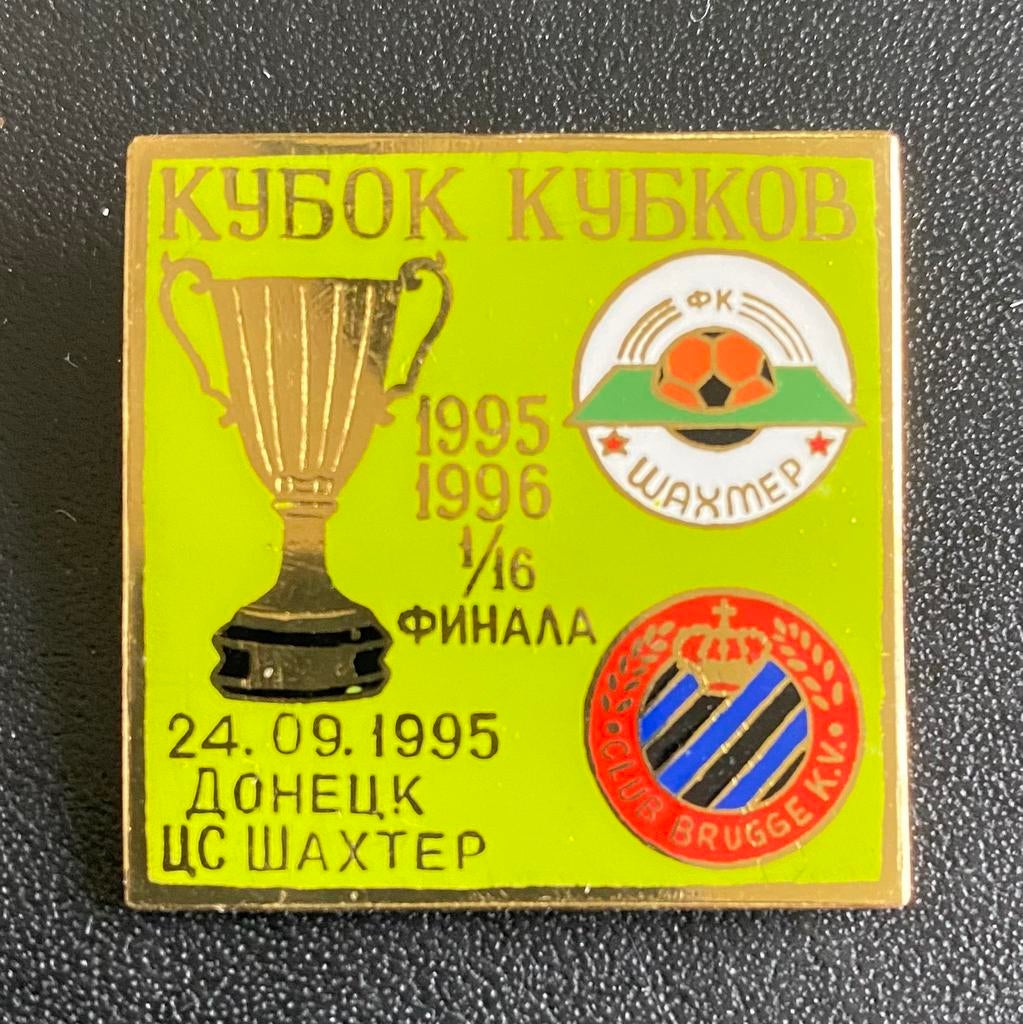 КУБОК КУБКОВ
ФК
ШАХТЕР
1995
1996
1/16
ФИНАЛА
24.09.1995
ДОНЕЦК
ЦС ШАХТЕР
CLUB BRUGGE K.V.